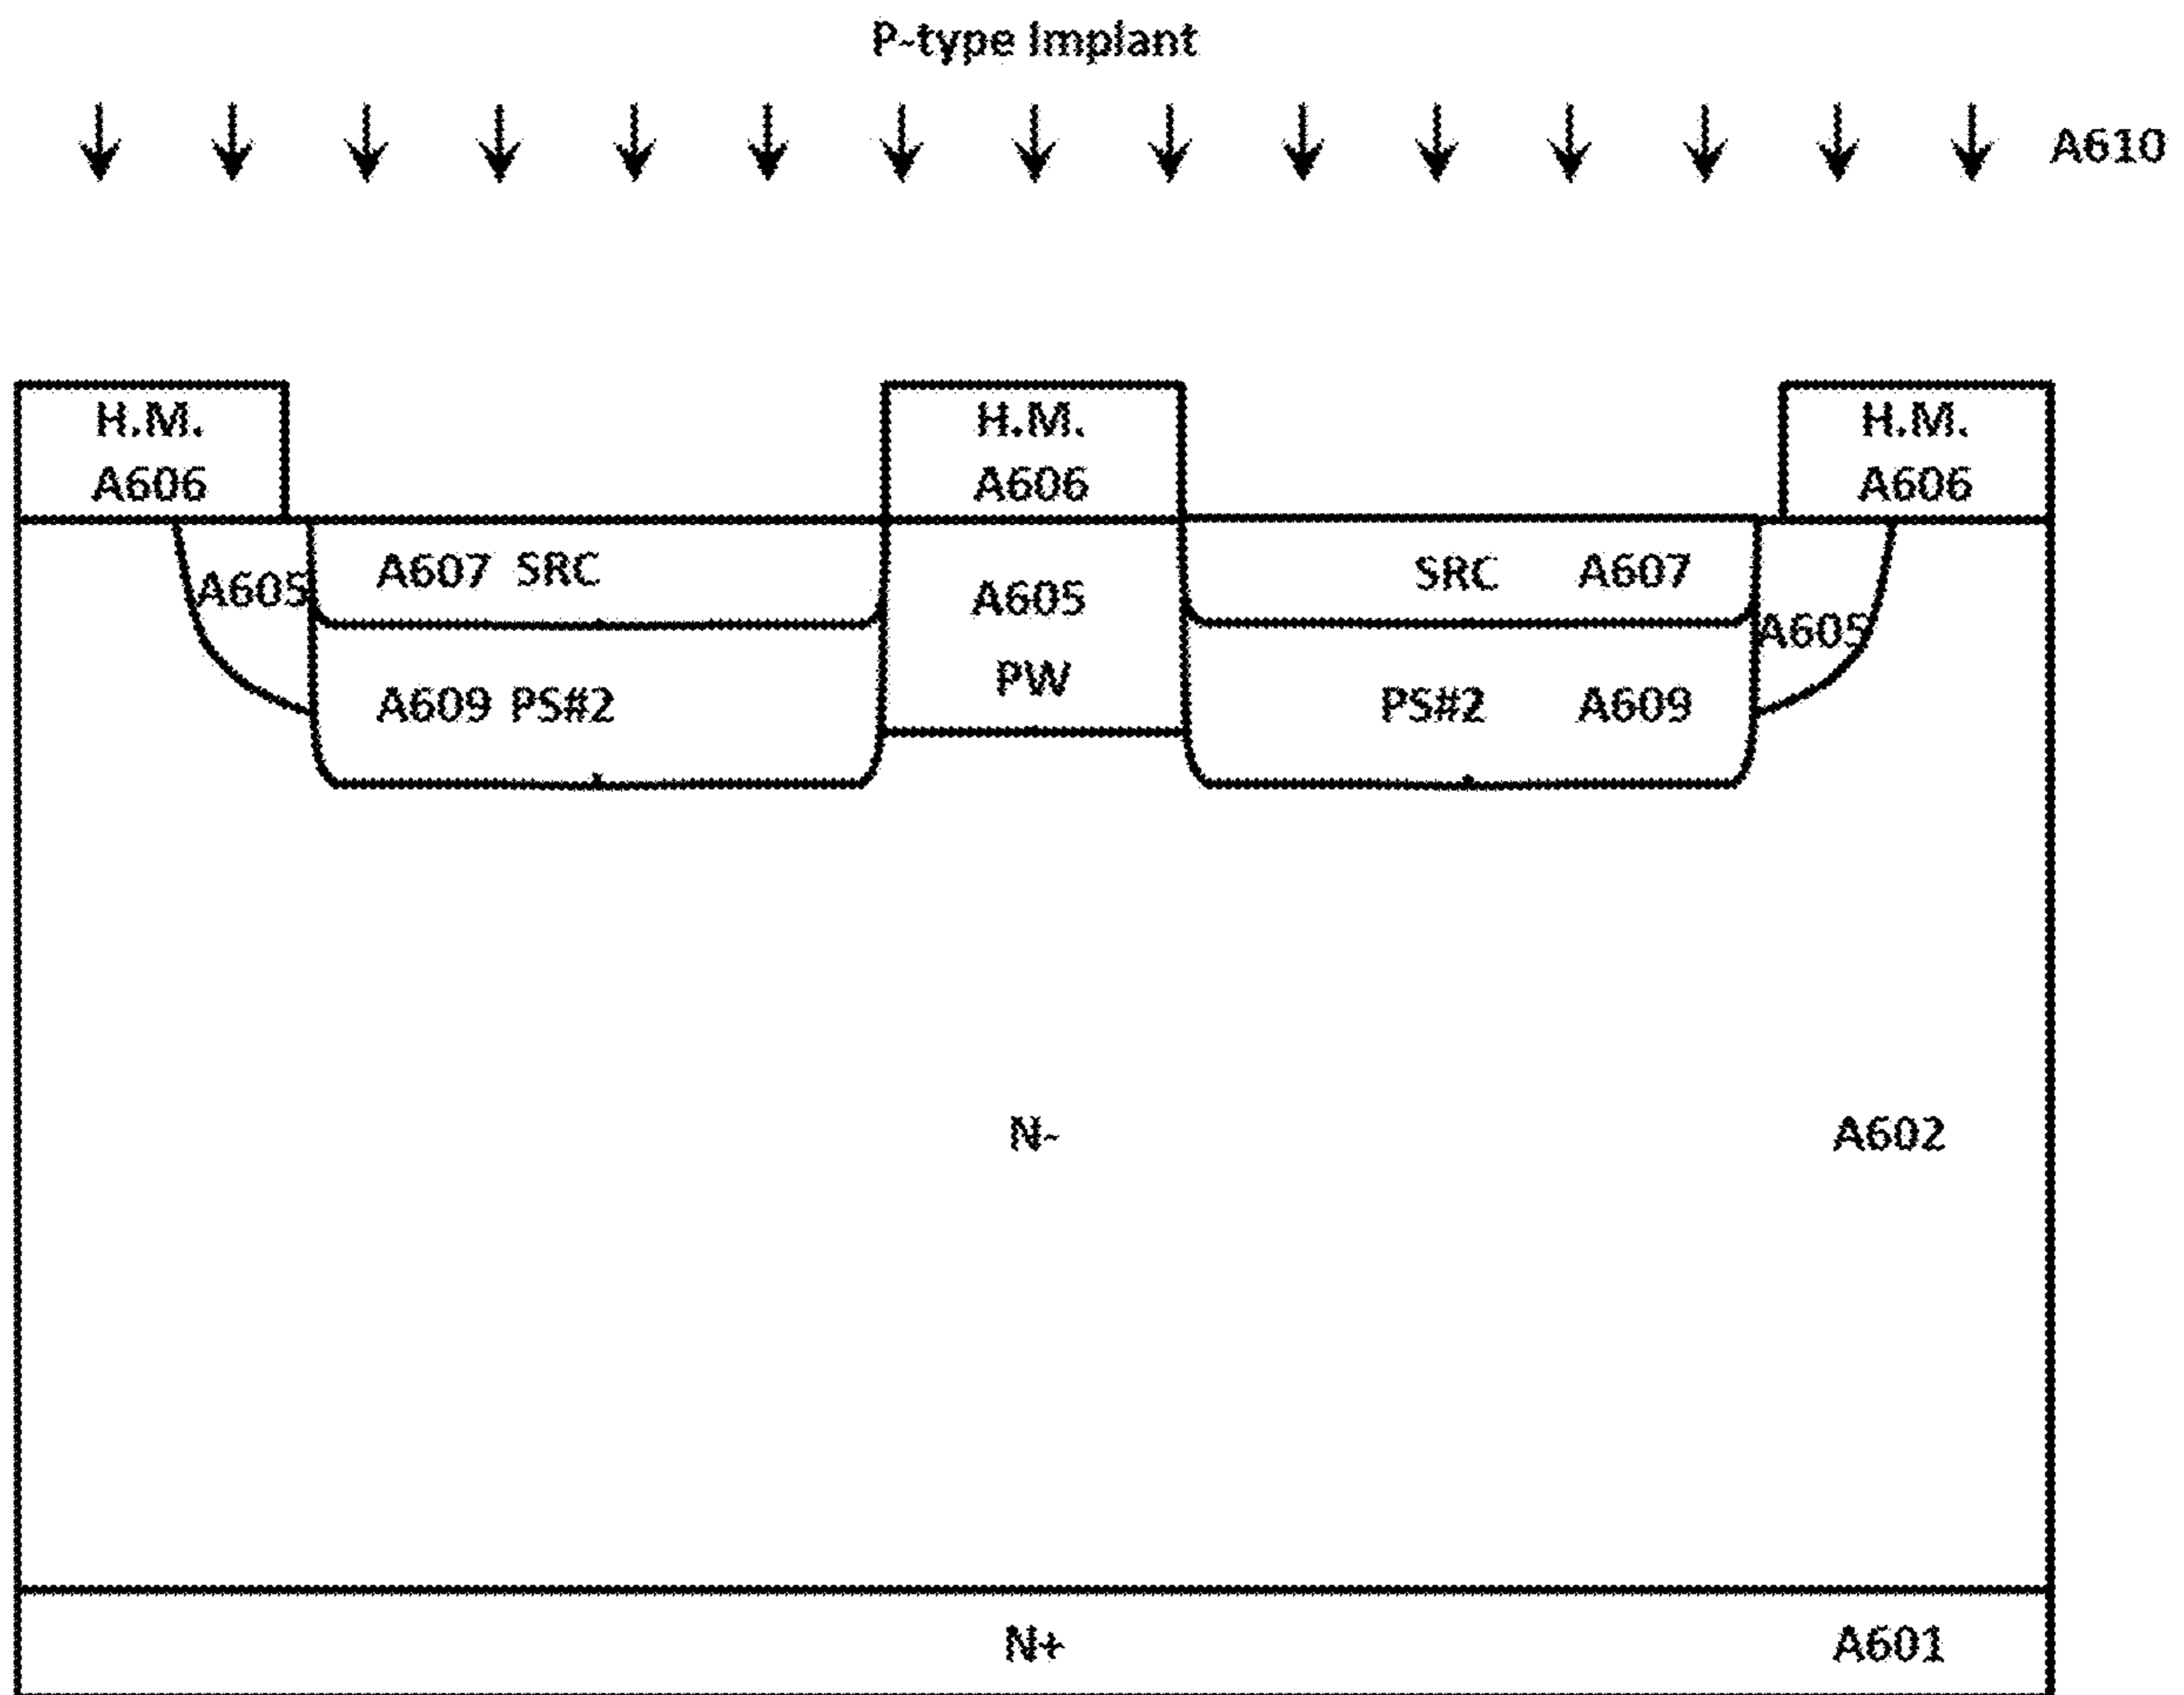 P-type Implant
A610
H.M.
A606
H.M.
A606
H.M.
A606
A605
A607 SRC
A605
PW
SRC A607
A605
A609 PS#2
PS#2 A609
N-
A602
N+
A601